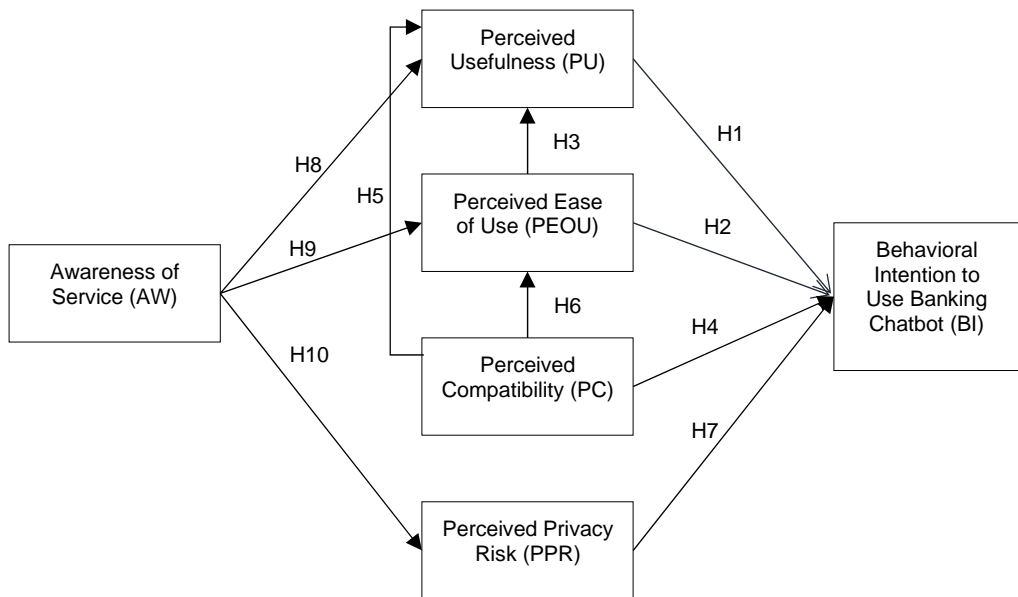 Perceived
Usefulness (PU)
H1
H3
H8
H5
Perceived Ease
of Use (PEOU)
H2
H9
Awareness of
Service (AW)
Behavioral
Intention to
Use Banking
Chatbot (BI)
H6
H4
H10
Perceived
Compatibility (PC)
H7
Perceived Privacy
Risk (PPR)